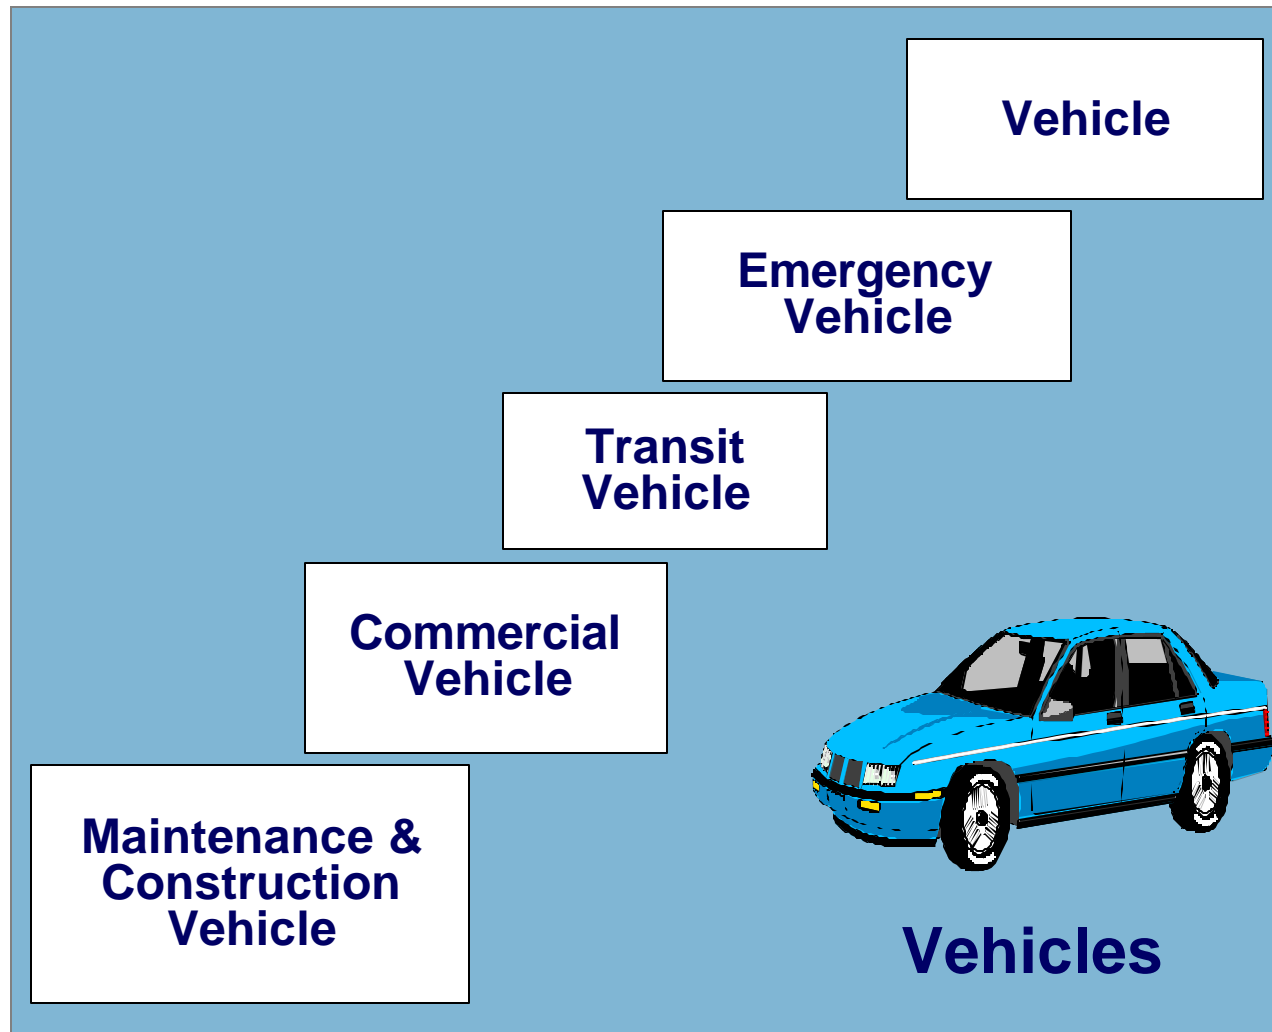 Vehicle
Emergency
Vehicle
Transit
Vehicle
Commercial
Vehicle
Maintenance &
Construction
Vehicle
Vehicles